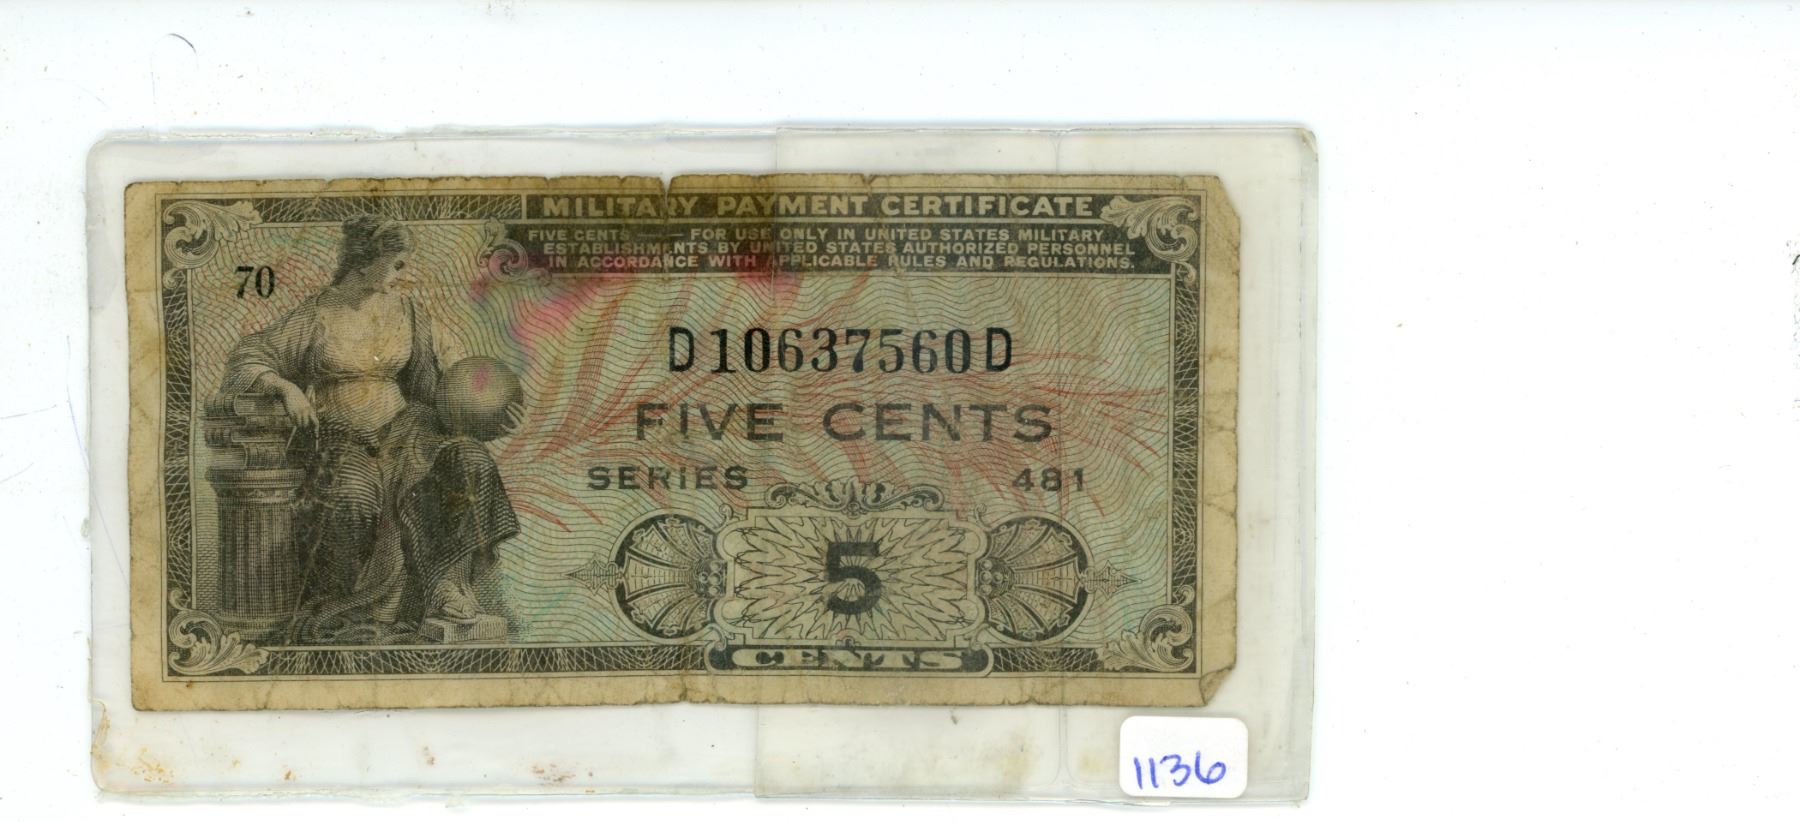 MILITARY PAYMENT CERTIFICATE
FIVE CENTS — FOR USE ONLY IN UNITED STATES MILITARY
ESTABLISHMENTS BY UNITED STATES AUTHORIZED PERSONNEL
IN ACCORDANCE WITH APPLICABLE RULES AND REGULATIONS.
70
D10637560D
FIVE CENTS
SERIES 481
5
CENTS
1136